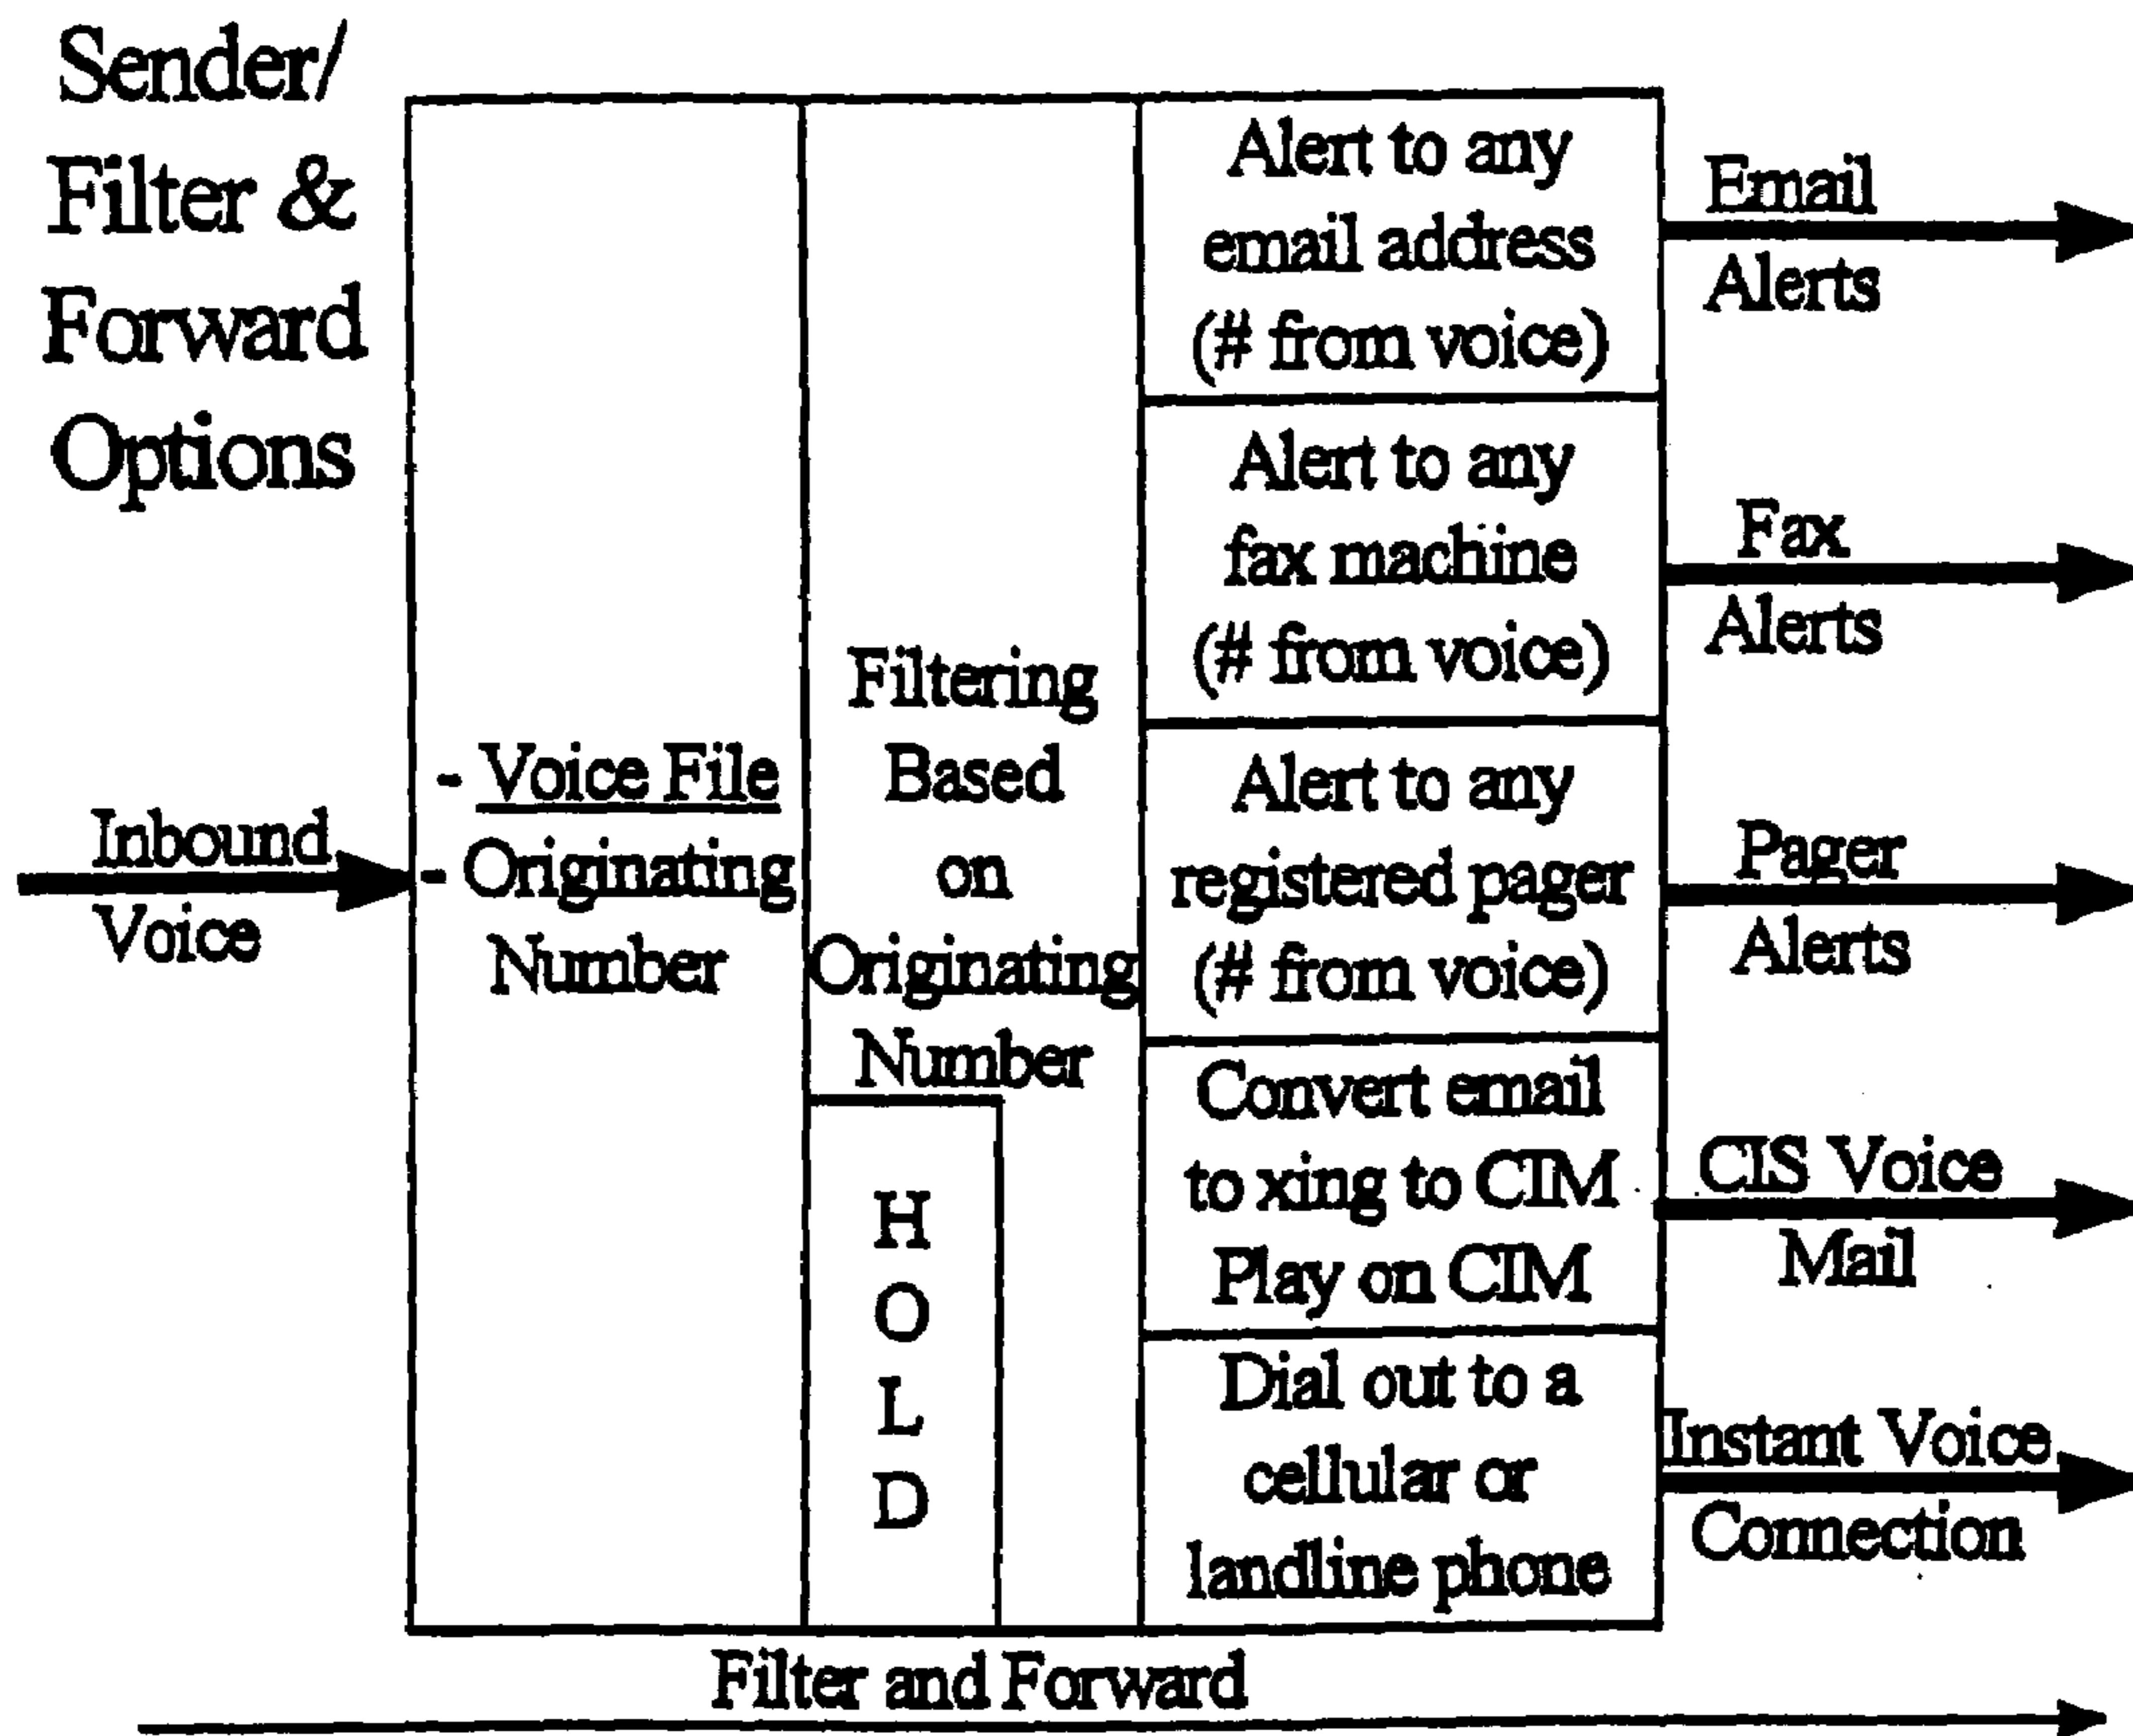 Sender/
Filter &
Forward
Options
Inbound
Voice
- Voice File
- Originating
Number
Filtering
Based
on
Originating
Number
H
O
L
D
Alert to any
email address
(# from voice)
Alert to any
fax machine
(# from voice)
Alert to any
registered pager
(# from voice)
Convert email
to xing to CIM
Play on CIM
Dial out to a
cellular or
landline phone
Email
Alerts
Fax
Alerts
Pager
Alerts
CIS Voice
Mail
Instant Voice
Connection
Filter and Forward